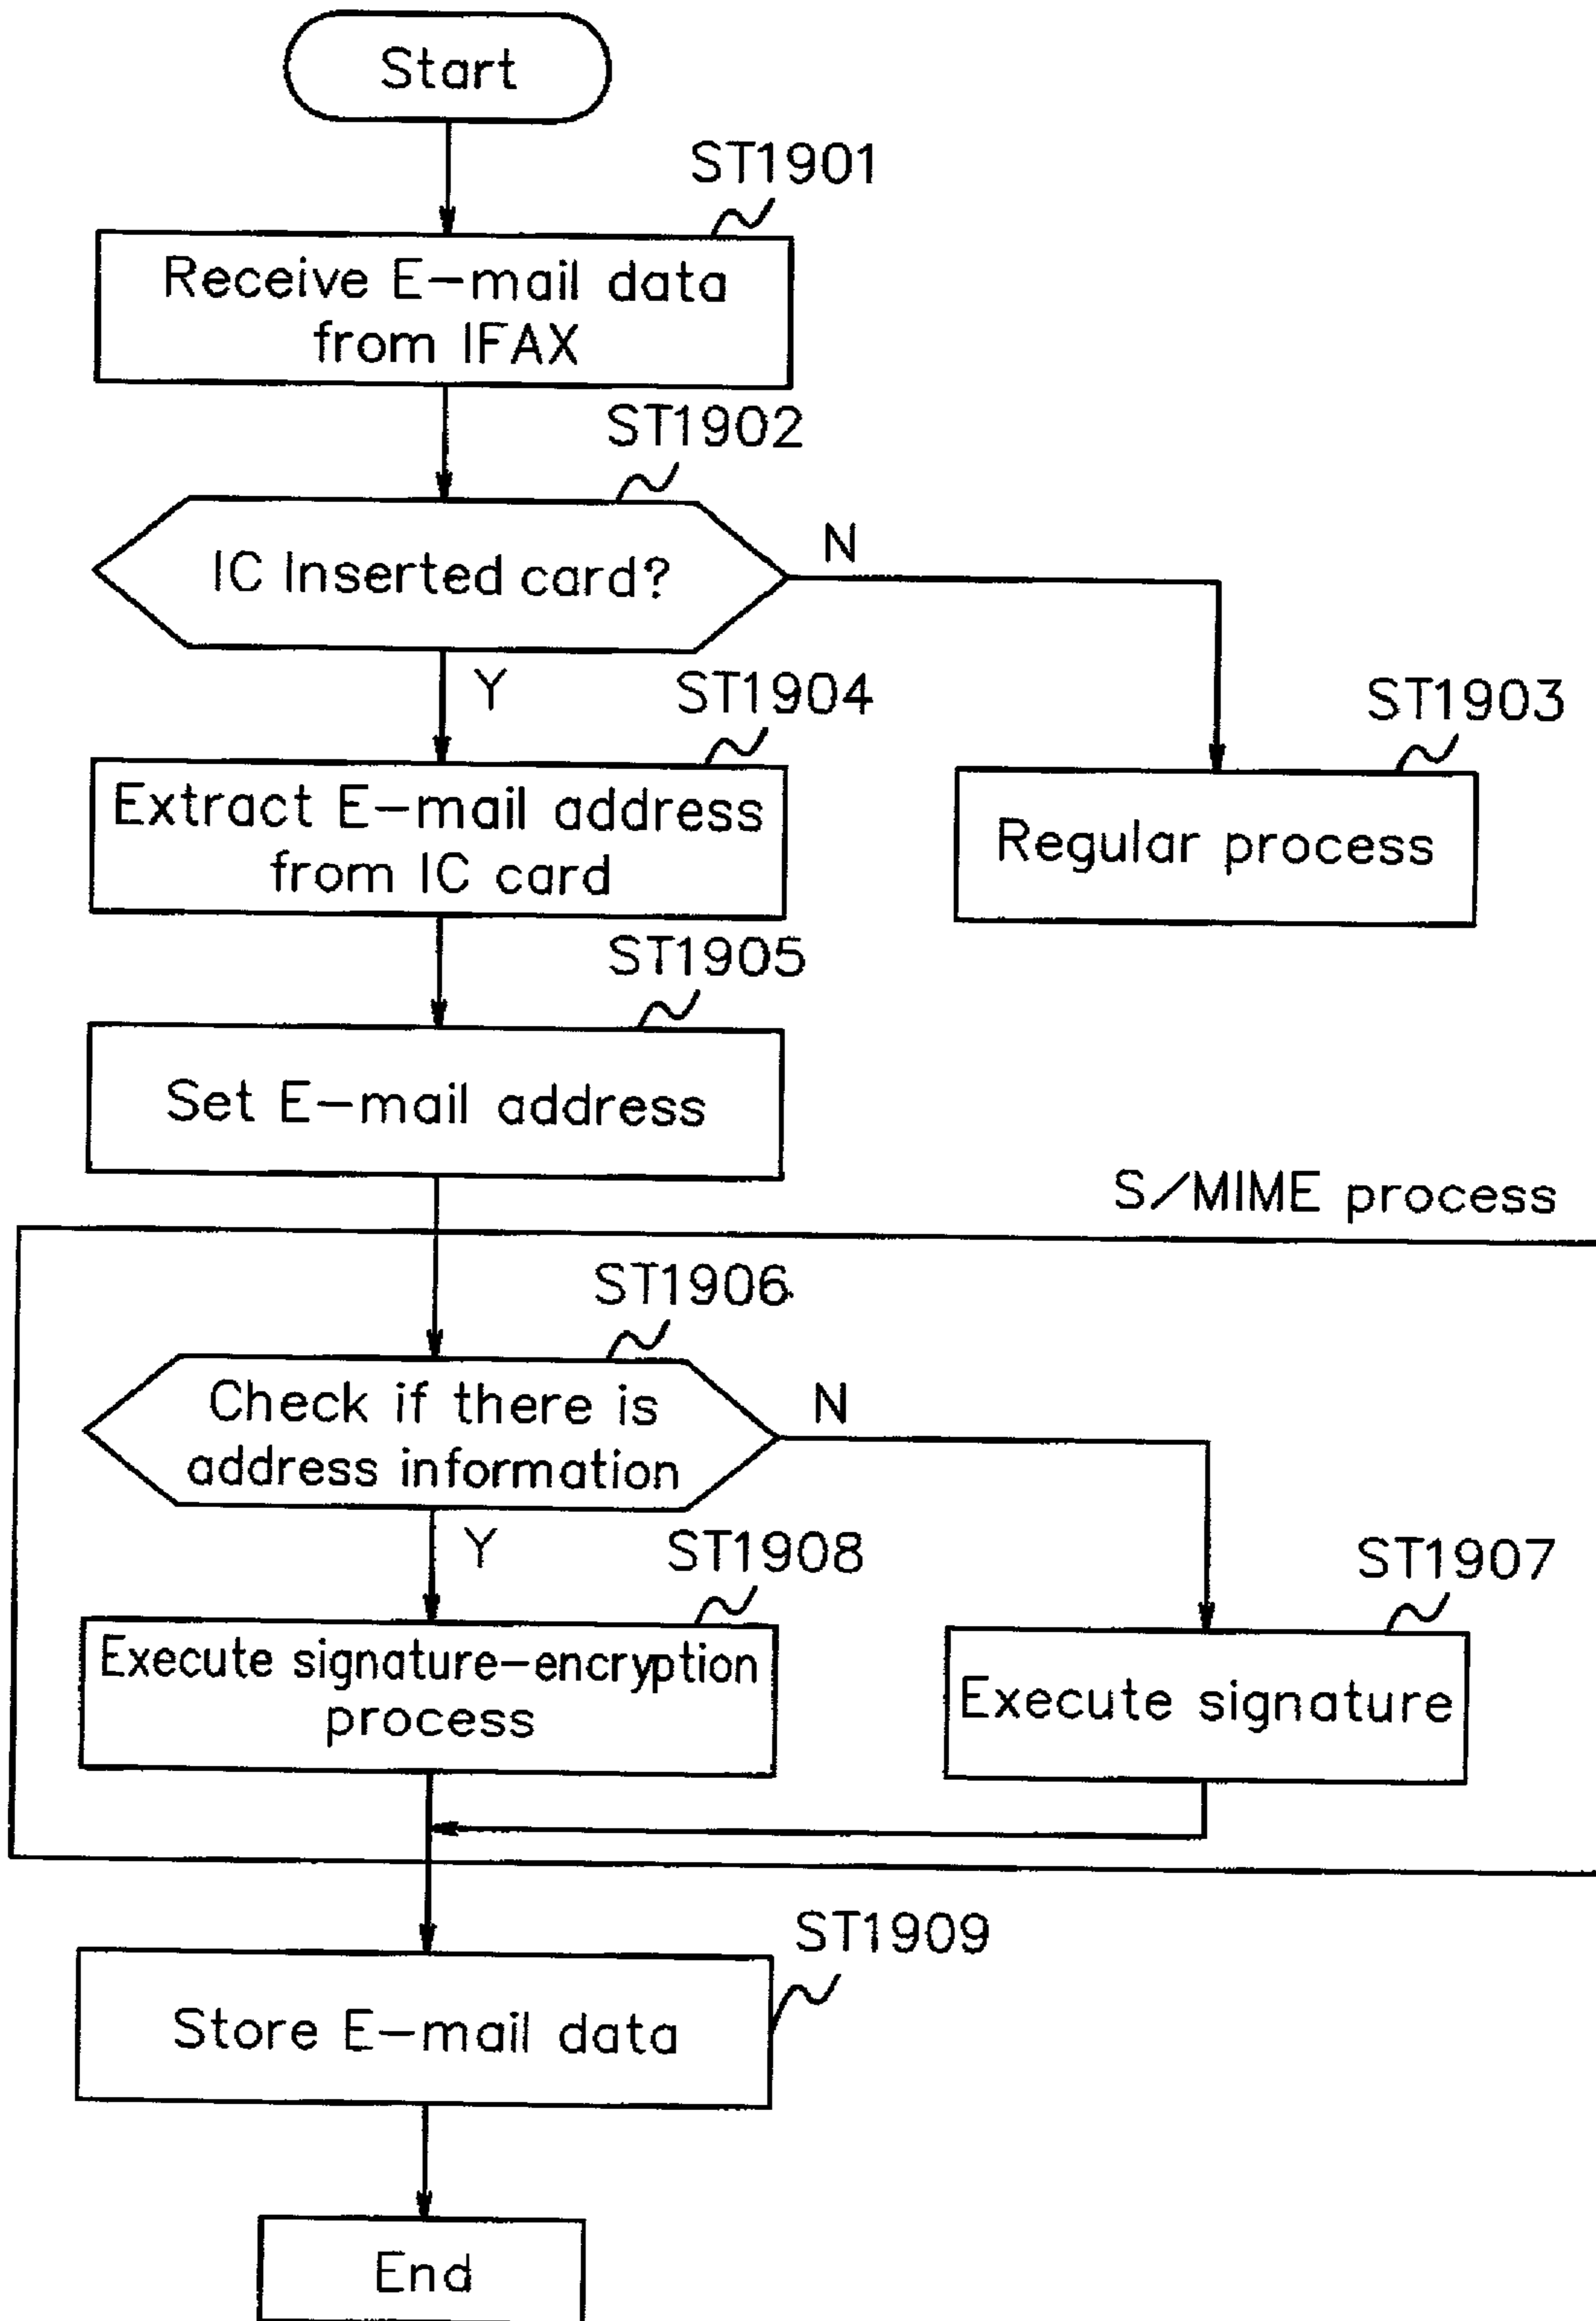 Start
ST1901
Receive E-mail data
from IFAX
ST1902
IC Inserted card?
N
Y
ST1904
ST1903
Extract E-mail address
from IC card
Regular process
ST1905
Set E-mail address
S/MIME process
ST1906
Check if there is
address information
N
Y
ST1908
ST1907
Execute signature-encryption
process
Execute signature
ST1909
Store E-mail data
End